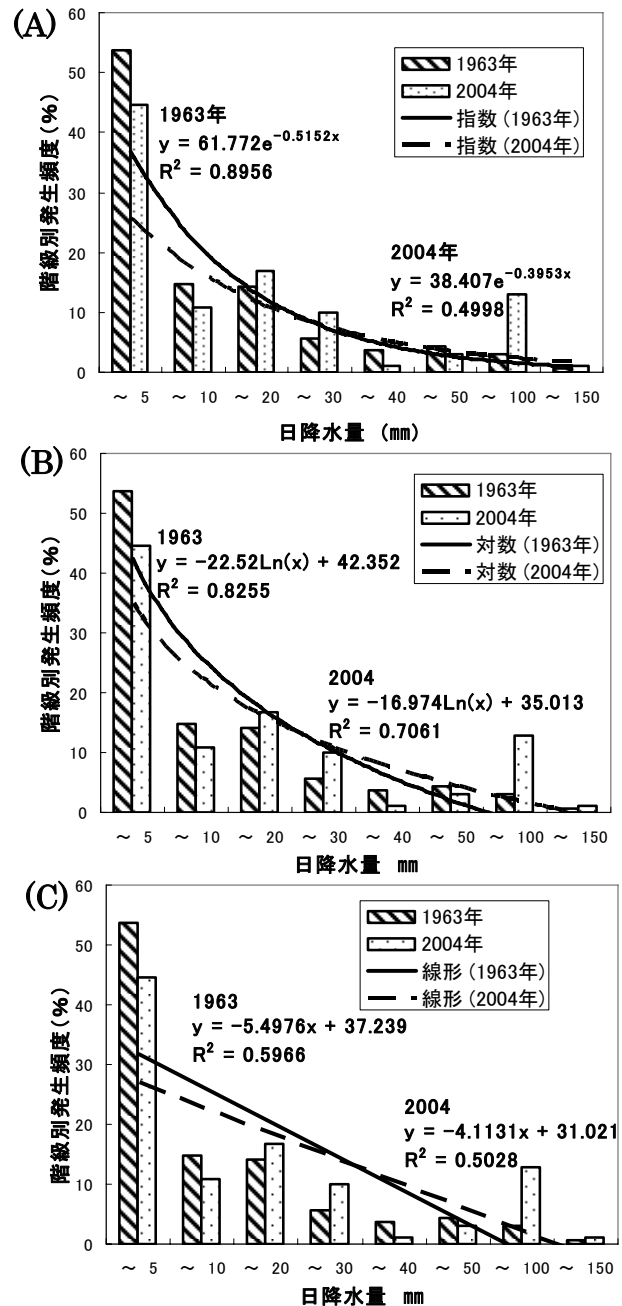 (A)
60
50
40
30
20
10
0
階級別発生頻度(%)
1963年
2004年
指数(1963年)
指数(2004年)
1963年
y = 61.772e^−0.5152x
R² = 0.8956
2004年
y = 38.407e^−0.3953x
R² = 0.4998
～ 5 ～ 10 ～ 20 ～ 30 ～ 40 ～ 50 ～ 100 ～ 150
日降水量 (mm)
(B)
60
50
40
30
20
10
0
階級別発生頻度(%)
1963年
2004年
対数(1963年)
対数(2004年)
1963
y = −22.52Ln(x) + 42.352
R² = 0.8255
2004
y = −16.974Ln(x) + 35.013
R² = 0.7061
～ 5 ～ 10 ～ 20 ～ 30 ～ 40 ～ 50 ～ 100 ～ 150
日降水量 mm
(C)
60
50
40
30
20
10
0
階級別発生頻度(%)
1963年
2004年
線形(1963年)
線形(2004年)
1963
y = −5.4976x + 37.239
R² = 0.5966
2004
y = −4.1131x + 31.021
R² = 0.5028
～ 5 ～ 10 ～ 20 ～ 30 ～ 40 ～ 50 ～ 100 ～ 150
日降水量 mm